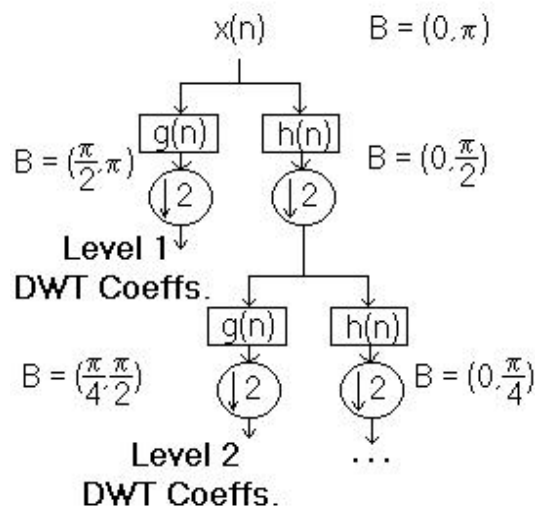 x(n) B = (0, π)
g(n) h(n)
B = (π/2, π) B = (0, π/2)
↓2 ↓2
Level 1
DWT Coeffs.
g(n) h(n)
B = (π/4, π/2) B = (0, π/4)
↓2 ↓2
Level 2 ...
DWT Coeffs.